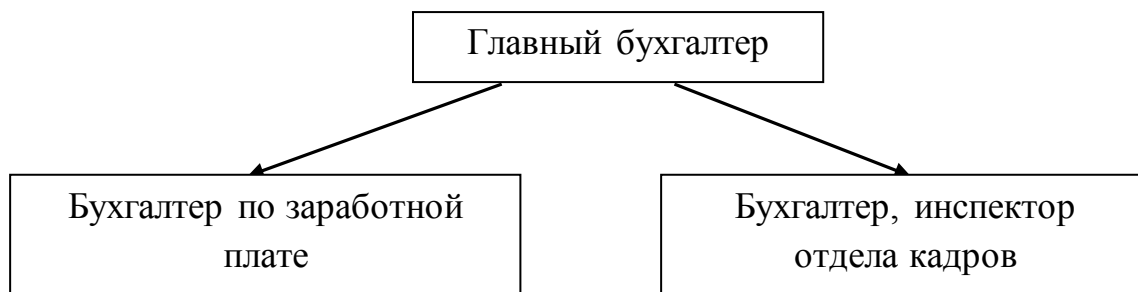 Главный бухгалтер
Бухгалтер по заработной
плате
Бухгалтер, инспектор
отдела кадров